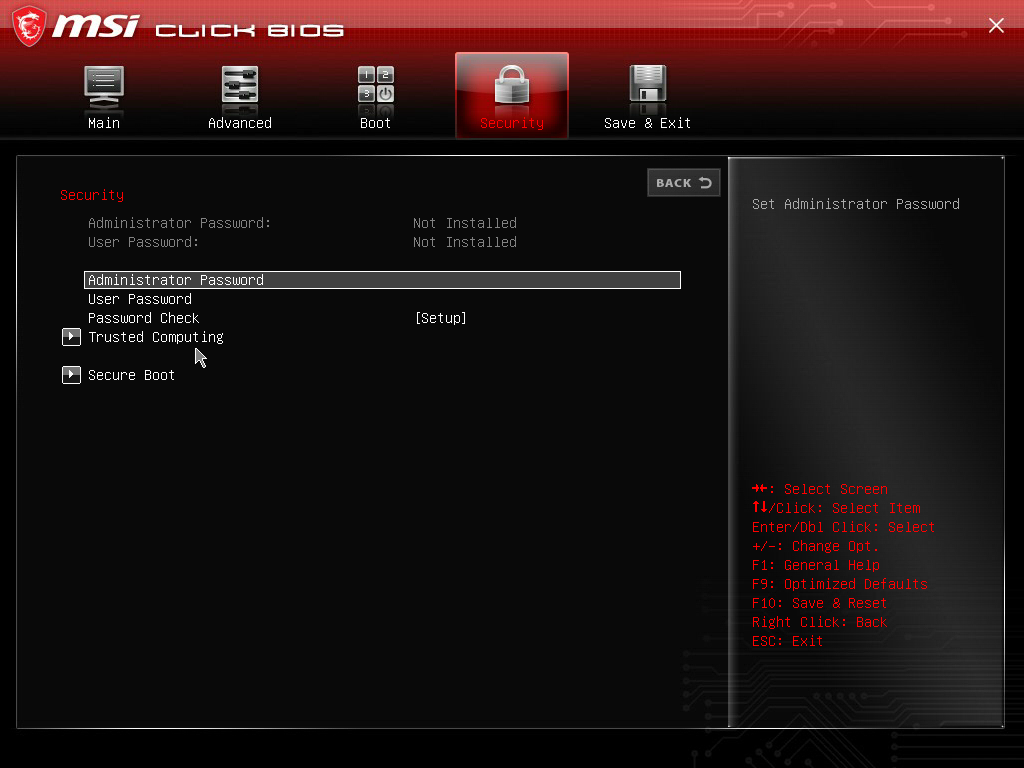 msi CLICK BIOS
Main Advanced Boot Security Save & Exit
BACK
Security
Administrator Password: Not Installed
User Password: Not Installed
Administrator Password
User Password
Password Check [Setup]
Trusted Computing
Secure Boot
Set Administrator Password
→←: Select Screen
↑↓/Click: Select Item
Enter/Dbl Click: Select
+/-: Change Opt.
F1: General Help
F9: Optimized Defaults
F10: Save & Reset
Right Click: Back
ESC: Exit